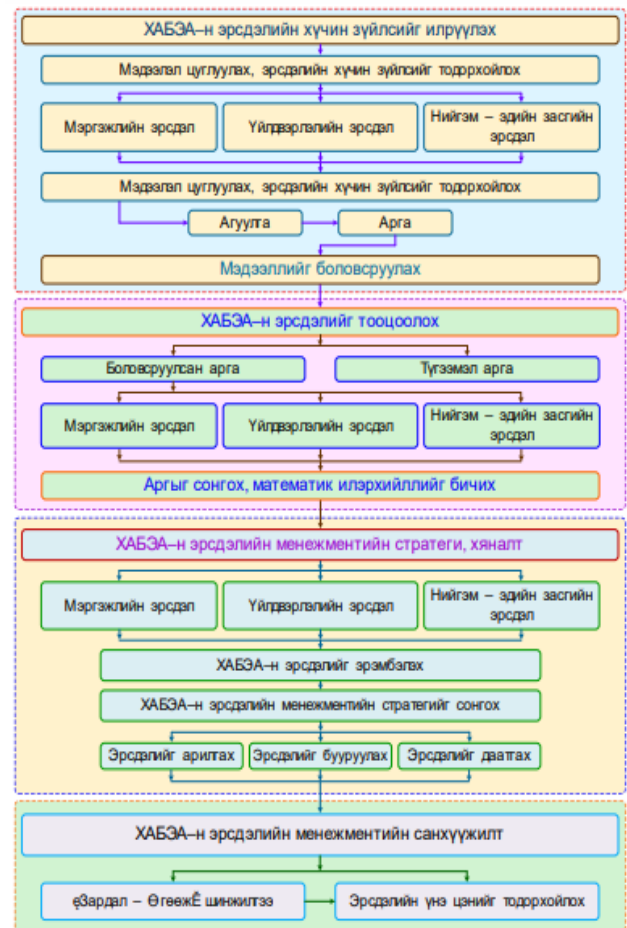 ХАБЭА–н эрсдэлийн хүчин зүйлсийг илрүүлэх
Мэдээлэл цуглуулах, эрсдэлийн хүчин зүйлсийг тодорхойлох
Мэргэжлийн эрсдэл
Үйлдвэрлэлийн эрсдэл
Нийгэм – эдийн засгийн
эрсдэл
Мэдээлэл цуглуулах, эрсдэлийн хүчин зүйлсийг тодорхойлох
Агуулга
Арга
Мэдээллийг боловсруулах
ХАБЭА–н эрсдэлийг тооцоолох
Боловсруулсан арга
Түгээмэл арга
Мэргэжлийн эрсдэл
Үйлдвэрлэлийн эрсдэл
Нийгэм – эдийн засгийн
эрсдэл
Аргыг сонгох, математик илэрхийллийг бичих
ХАБЭА–н эрсдэлийн менежментийн стратеги, хяналт
Мэргэжлийн эрсдэл
Үйлдвэрлэлийн эрсдэл
Нийгэм – эдийн засгийн
эрсдэл
ХАБЭА–н эрсдэлийг эрэмбэлэх
ХАБЭА–н эрсдэлийн менежментийн стратегийг сонгох
Эрсдэлийг арилгах
Эрсдэлийг бууруулах
Эрсдэлийг даатгах
ХАБЭА–н эрсдэлийн менежментийн санхүүжилт
ęЗардал – ӨгөөжĖ шинжилгээ
Эрсдэлийн үнэ цэнийг тодорхойлох